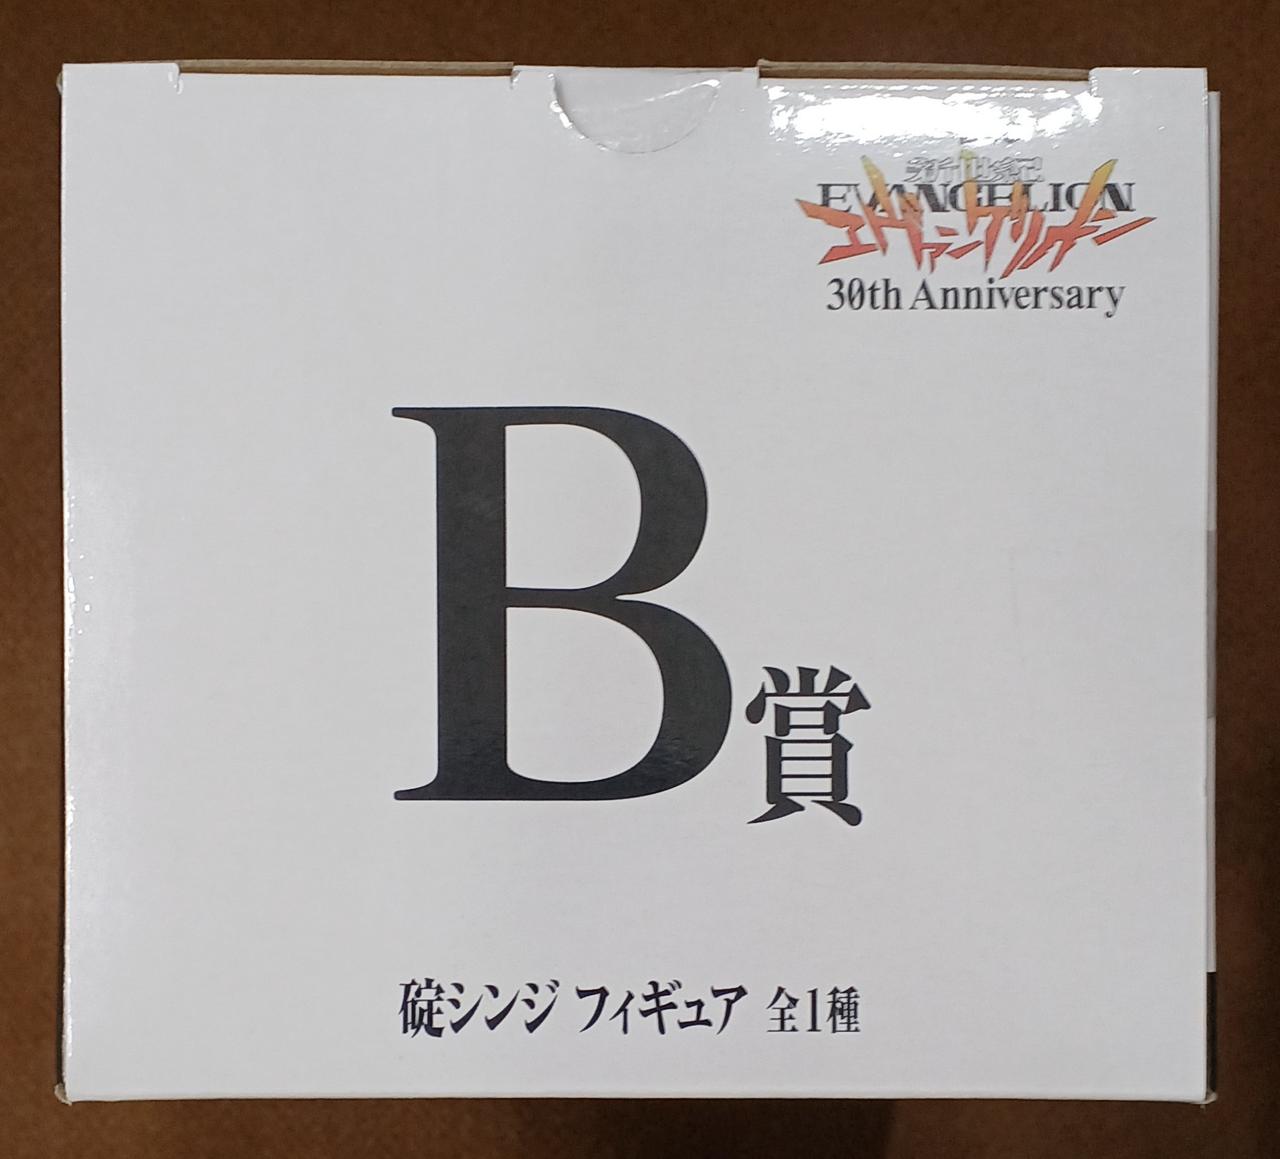 新世紀
EVANGELION
エヴァンゲリオン
30th Anniversary
B賞
碇シンジ フィギュア 全1種